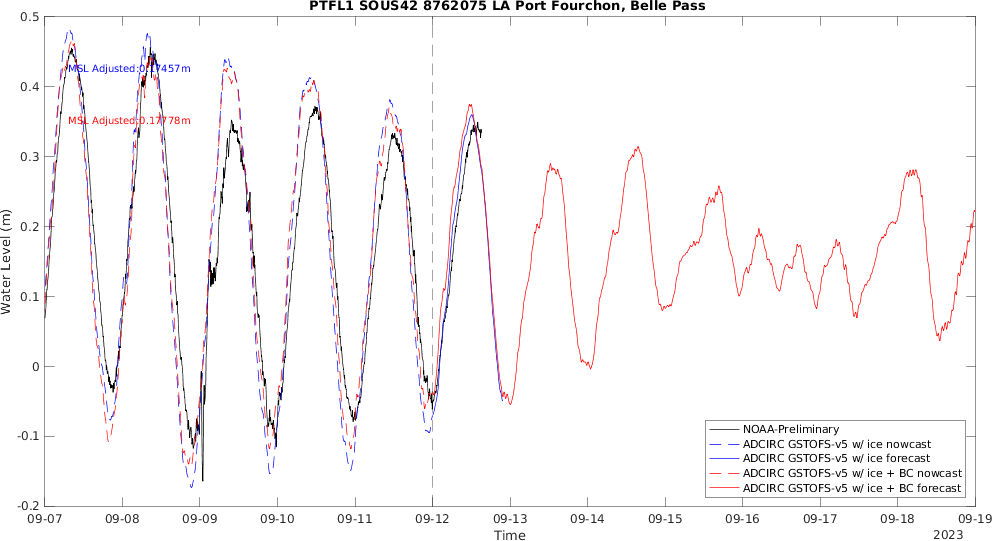 PTFL1 SOUS42 8762075 LA Port Fourchon, Belle Pass
0.5
0.4
0.3
0.2
0.1
0
-0.1
-0.2
Water Level (m)
MSL Adjusted:0.17457m
MSL Adjusted:0.17778m
NOAA-Preliminary
ADCIRC GSTOFS-v5 w/ ice nowcast
ADCIRC GSTOFS-v5 w/ ice forecast
ADCIRC GSTOFS-v5 w/ ice + BC nowcast
ADCIRC GSTOFS-v5 w/ ice + BC forecast
09-07 09-08 09-09 09-10 09-11 09-12 09-13 09-14 09-15 09-16 09-17 09-18 09-19
Time
2023